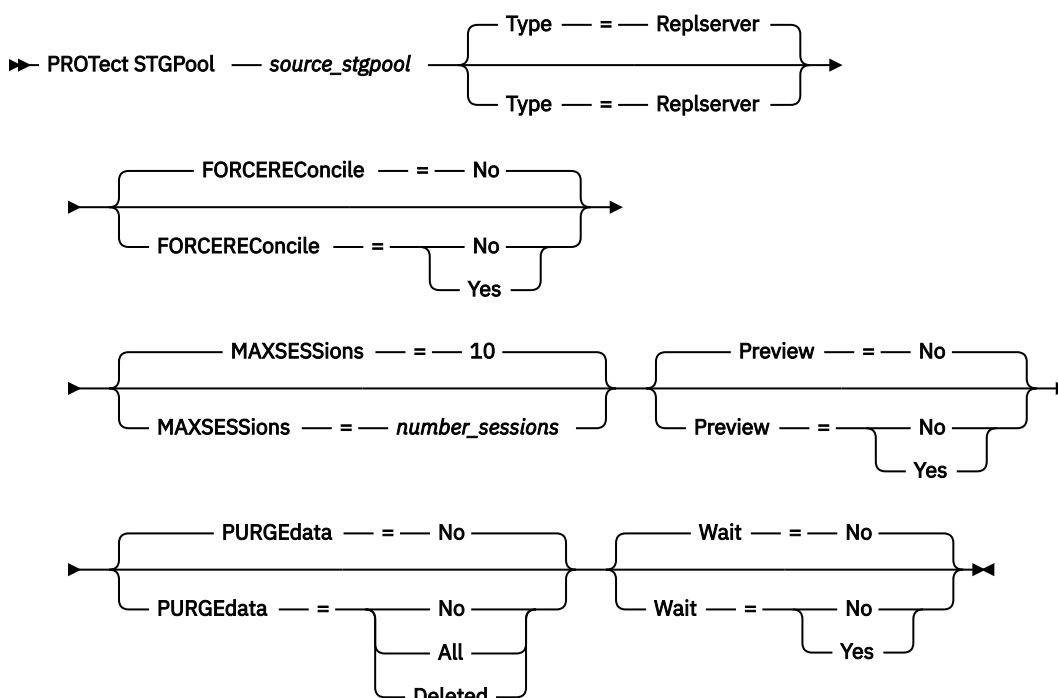 Type = Replserver
PROTect STGPool source_stgpool
Type = Replserver
FORCEREConcile = No
FORCEREConcile = No
Yes
MAXSESSions = 10 Preview = No
MAXSESSions = number_sessions Preview = No
Yes
PURGEdata = No Wait = No
PURGEdata = No Wait = No
All Yes
Deleted